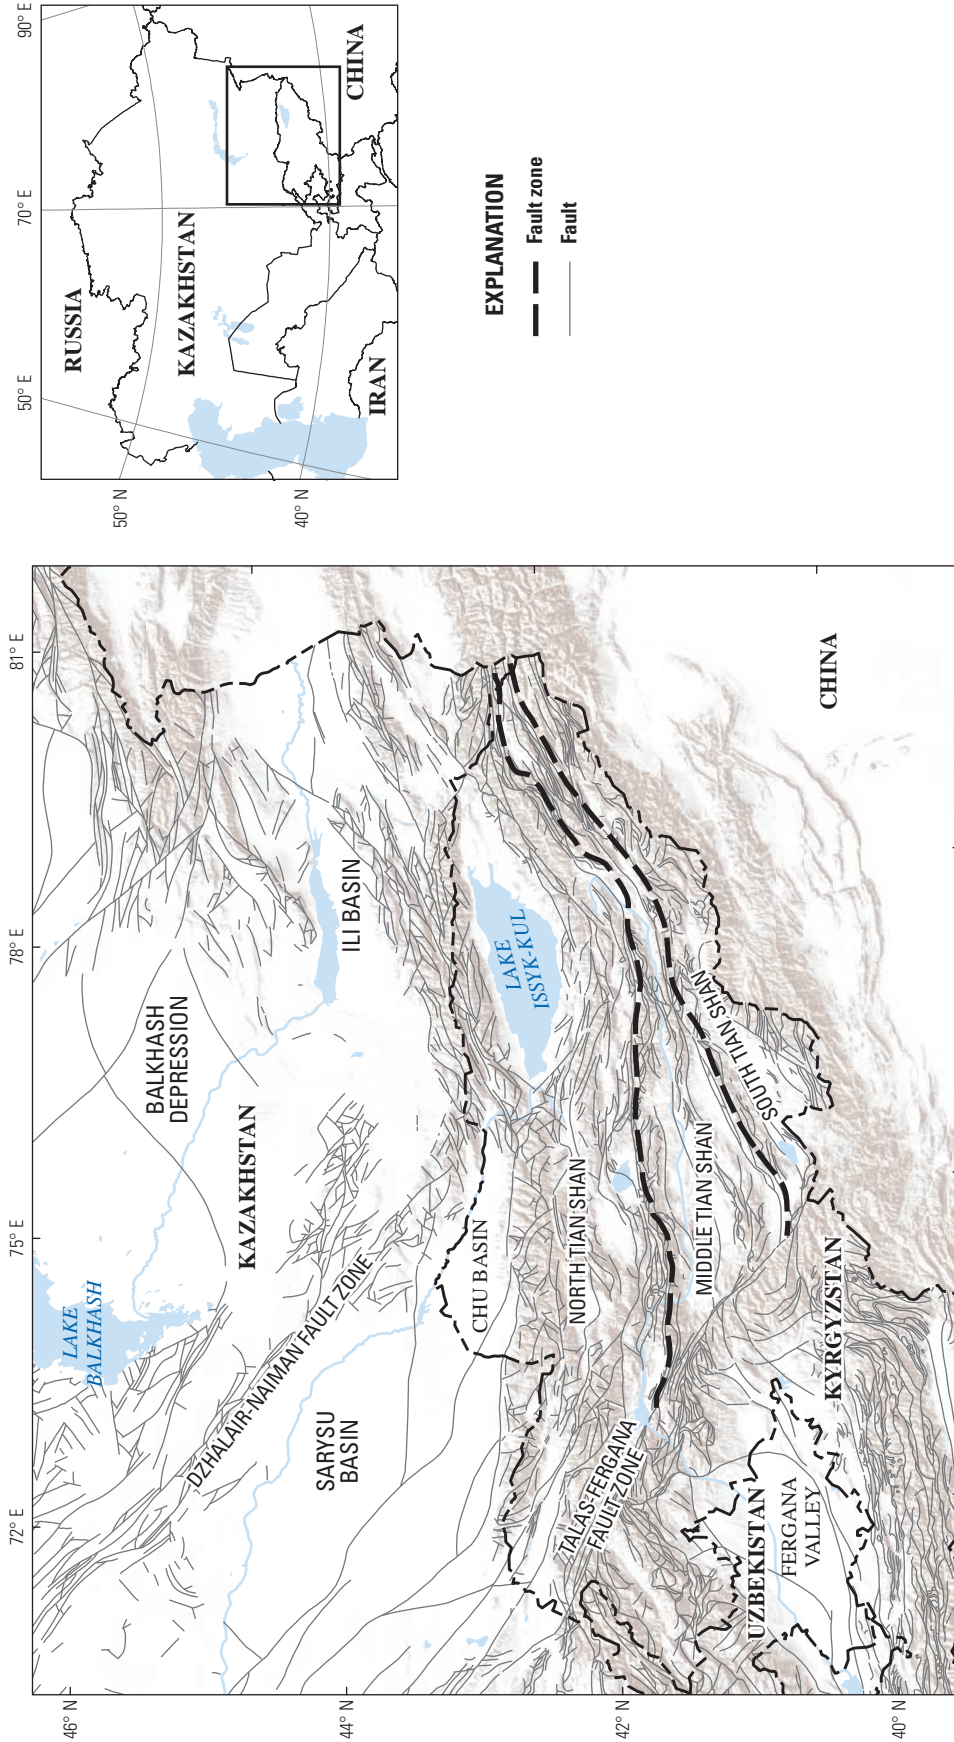 72° E
75° E
78° E
81° E
46° N
44° N
42° N
40° N
LAKE
BALKHASH
BALKHASH
DEPRESSION
KAZAKHSTAN
DZHALAIR-NAIMAN FAULT ZONE
SARYSU
BASIN
ILI BASIN
CHU BASIN
LAKE
ISSYK-KUL
NORTH TIAN SHAN
TALAS-FERGANA
FAULT ZONE
MIDDLE TIAN SHAN
SOUTH TIAN SHAN
UZBEKISTAN
FERGANA
VALLEY
KYRGYZSTAN
CHINA
50° E
70° E
90° E
50° N
40° N
RUSSIA
KAZAKHSTAN
IRAN
CHINA
EXPLANATION
Fault zone
Fault